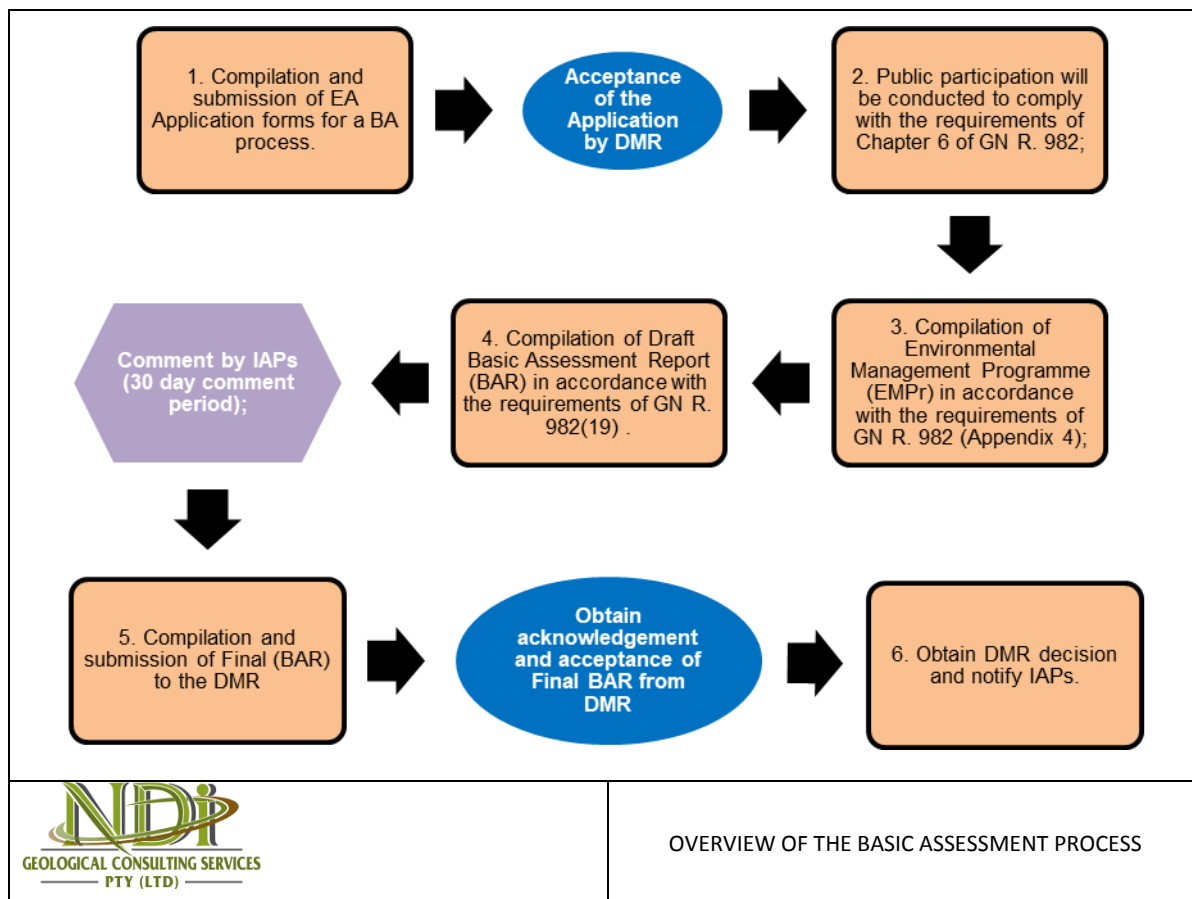 1. Compilation and
submission of EA
Application forms for a BA
process.
Acceptance
of the
Application
by DMR
2. Public participation will
be conducted to comply
with the requirements of
Chapter 6 of GN R. 982;
3. Compilation of
Environmental
Management Programme
(EMPr) in accordance
with the requirements of
GN R. 982 (Appendix 4);
4. Compilation of Draft
Basic Assessment Report
(BAR) in accordance with
the requirements of GN R.
982(19) .
Comment by IAPs
(30 day comment
period);
5. Compilation and
submission of Final (BAR)
to the DMR
Obtain
acknowledgement
and acceptance of
Final BAR from
DMR
6. Obtain DMR decision
and notify IAPs.
NDi
GEOLOGICAL CONSULTING SERVICES
PTY (LTD)
OVERVIEW OF THE BASIC ASSESSMENT PROCESS